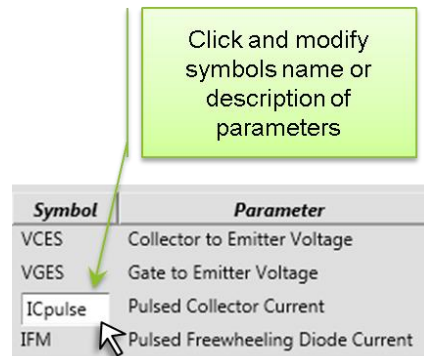 Click and modify
symbols name or
description of
parameters
Symbol Parameter
VCES Collector to Emitter Voltage
VGES Gate to Emitter Voltage
ICpulse Pulsed Collector Current
IFM Pulsed Freewheeling Diode Current